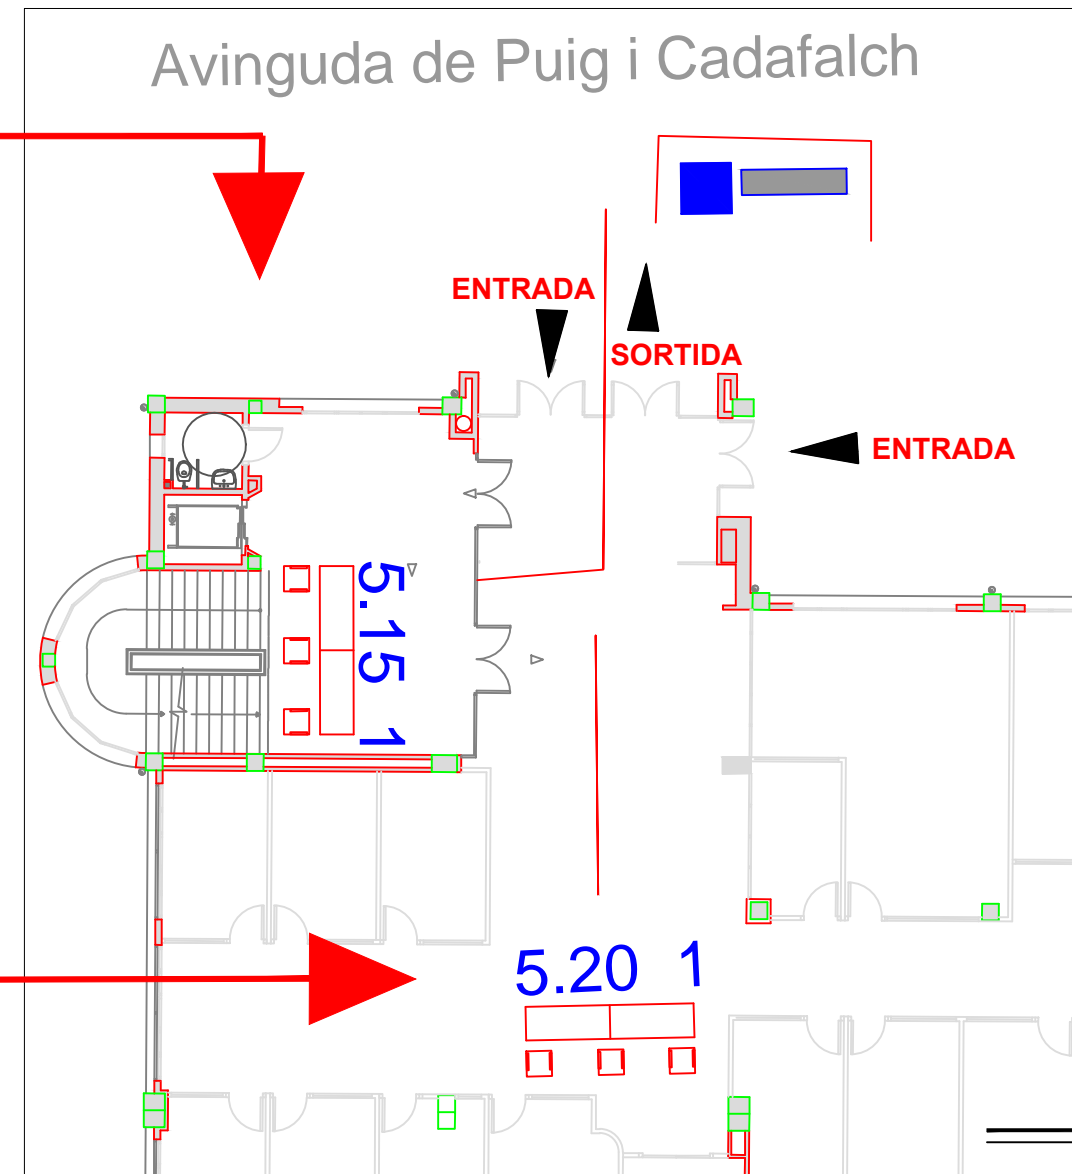 Avinguda de Puig i Cadafalch
ENTRADA
SORTIDA
ENTRADA
5.15 1
5.20 1